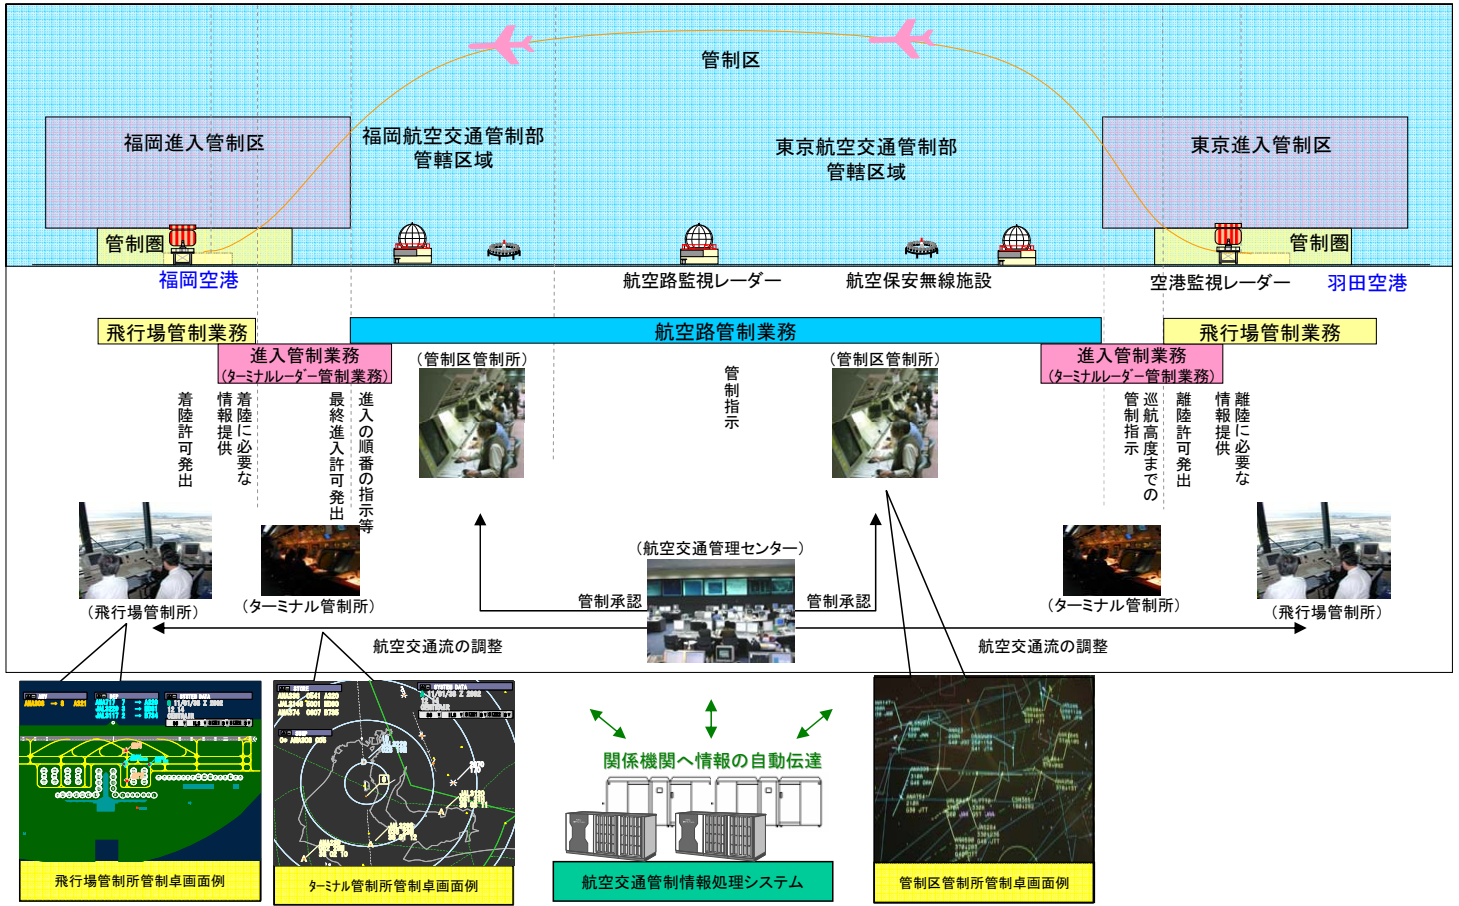 管制区
福岡進入管制区
福岡航空交通管制部
管轄区域
東京航空交通管制部
管轄区域
東京進入管制区
管制圏
管制圏
福岡空港
航空路監視レーダー
航空保安無線施設
空港監視レーダー
羽田空港
飛行場管制業務
航空路管制業務
飛行場管制業務
進入管制業務
(ターミナルレーダー管制業務)
(管制区管制所)
(管制区管制所)
進入管制業務
(ターミナルレーダー管制業務)
着陸許可発出
着陸に必要な
情報提供
進入の順番の指示等
最終進入許可発出
管制指示
巡航高度までの
管制指示
離陸許可発出
離陸に必要な
情報提供
(飛行場管制所)
(ターミナル管制所)
(航空交通管理センター)
(ターミナル管制所)
(飛行場管制所)
管制承認
管制承認
航空交通流の調整
航空交通流の調整
SYSTEM DATA
11/01/36 Z 2002
12 14
SYSTEM DATA
11/01/36 Z 2002
12 14
関係機関へ情報の自動伝達
飛行場管制所管制卓画面例
ターミナル管制所管制卓画面例
航空交通管制情報処理システム
管制区管制所管制卓画面例